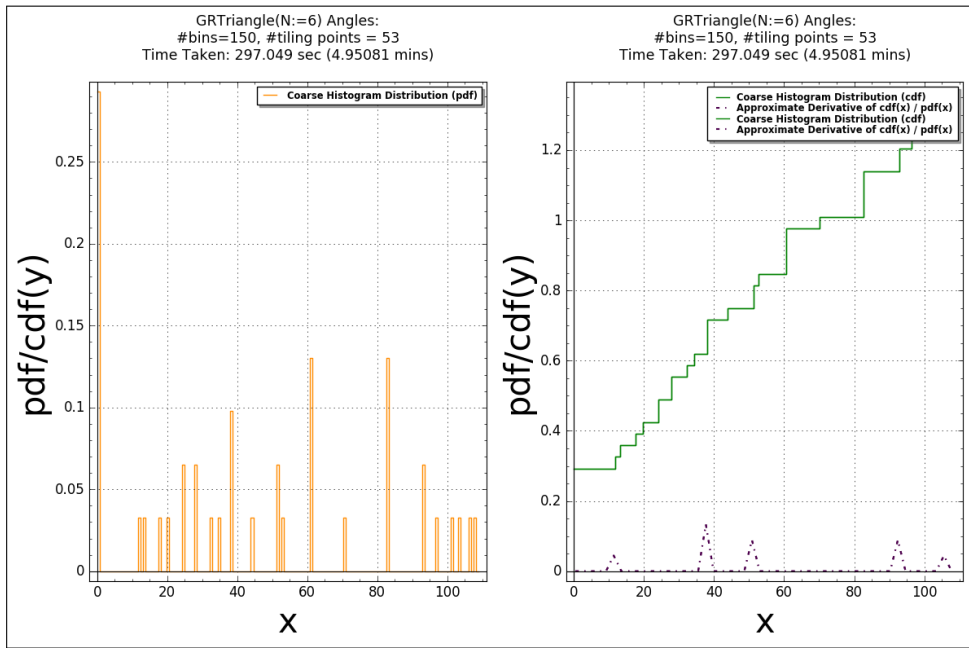 GRTriangle(N:=6) Angles:
#bins=150, #tiling points = 53
Time Taken: 297.049 sec (4.95081 mins)
Coarse Histogram Distribution (pdf)
pdf/cdf(y)
0.25
0.2
0.15
0.1
0.05
0
0 20 40 60 80 100
x
GRTriangle(N:=6) Angles:
#bins=150, #tiling points = 53
Time Taken: 297.049 sec (4.95081 mins)
Coarse Histogram Distribution (cdf)
Approximate Derivative of cdf(x) / pdf(x)
Coarse Histogram Distribution (cdf)
Approximate Derivative of cdf(x) / pdf(x)
pdf/cdf(y)
1.2
1
0.8
0.6
0.4
0.2
0
0 20 40 60 80 100
x